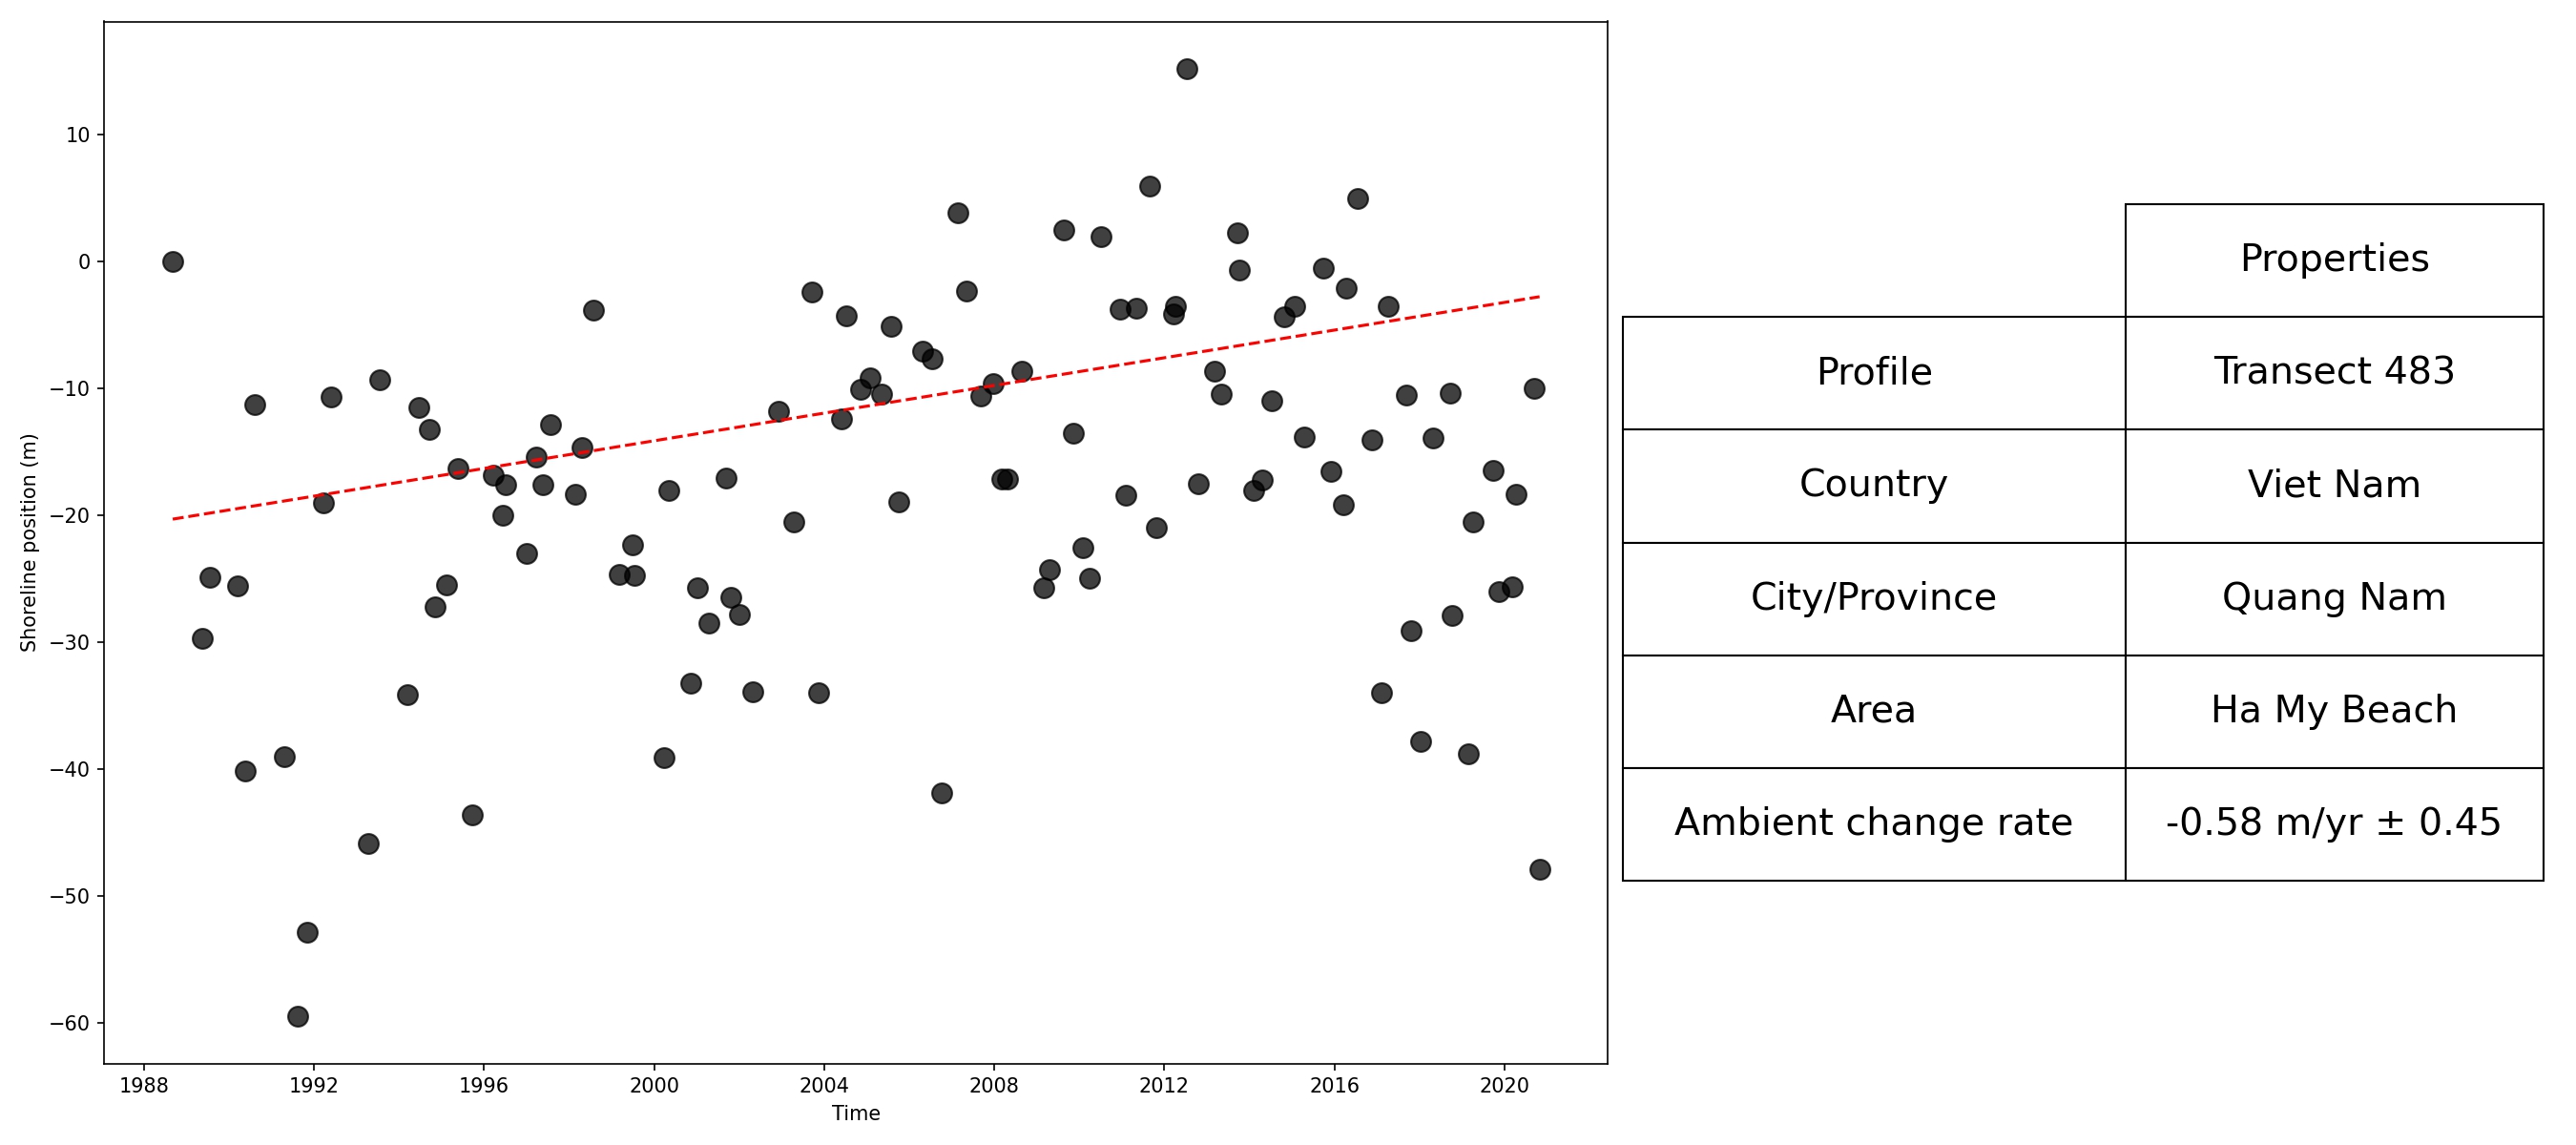 10
0
−10
−20
−30
−40
−50
−60
Shoreline position (m)
1988 1992 1996 2000 2004 2008 2012 2016 2020
Time
Properties
Profile Transect 483
Country Viet Nam
City/Province Quang Nam
Area Ha My Beach
Ambient change rate -0.58 m/yr ± 0.45